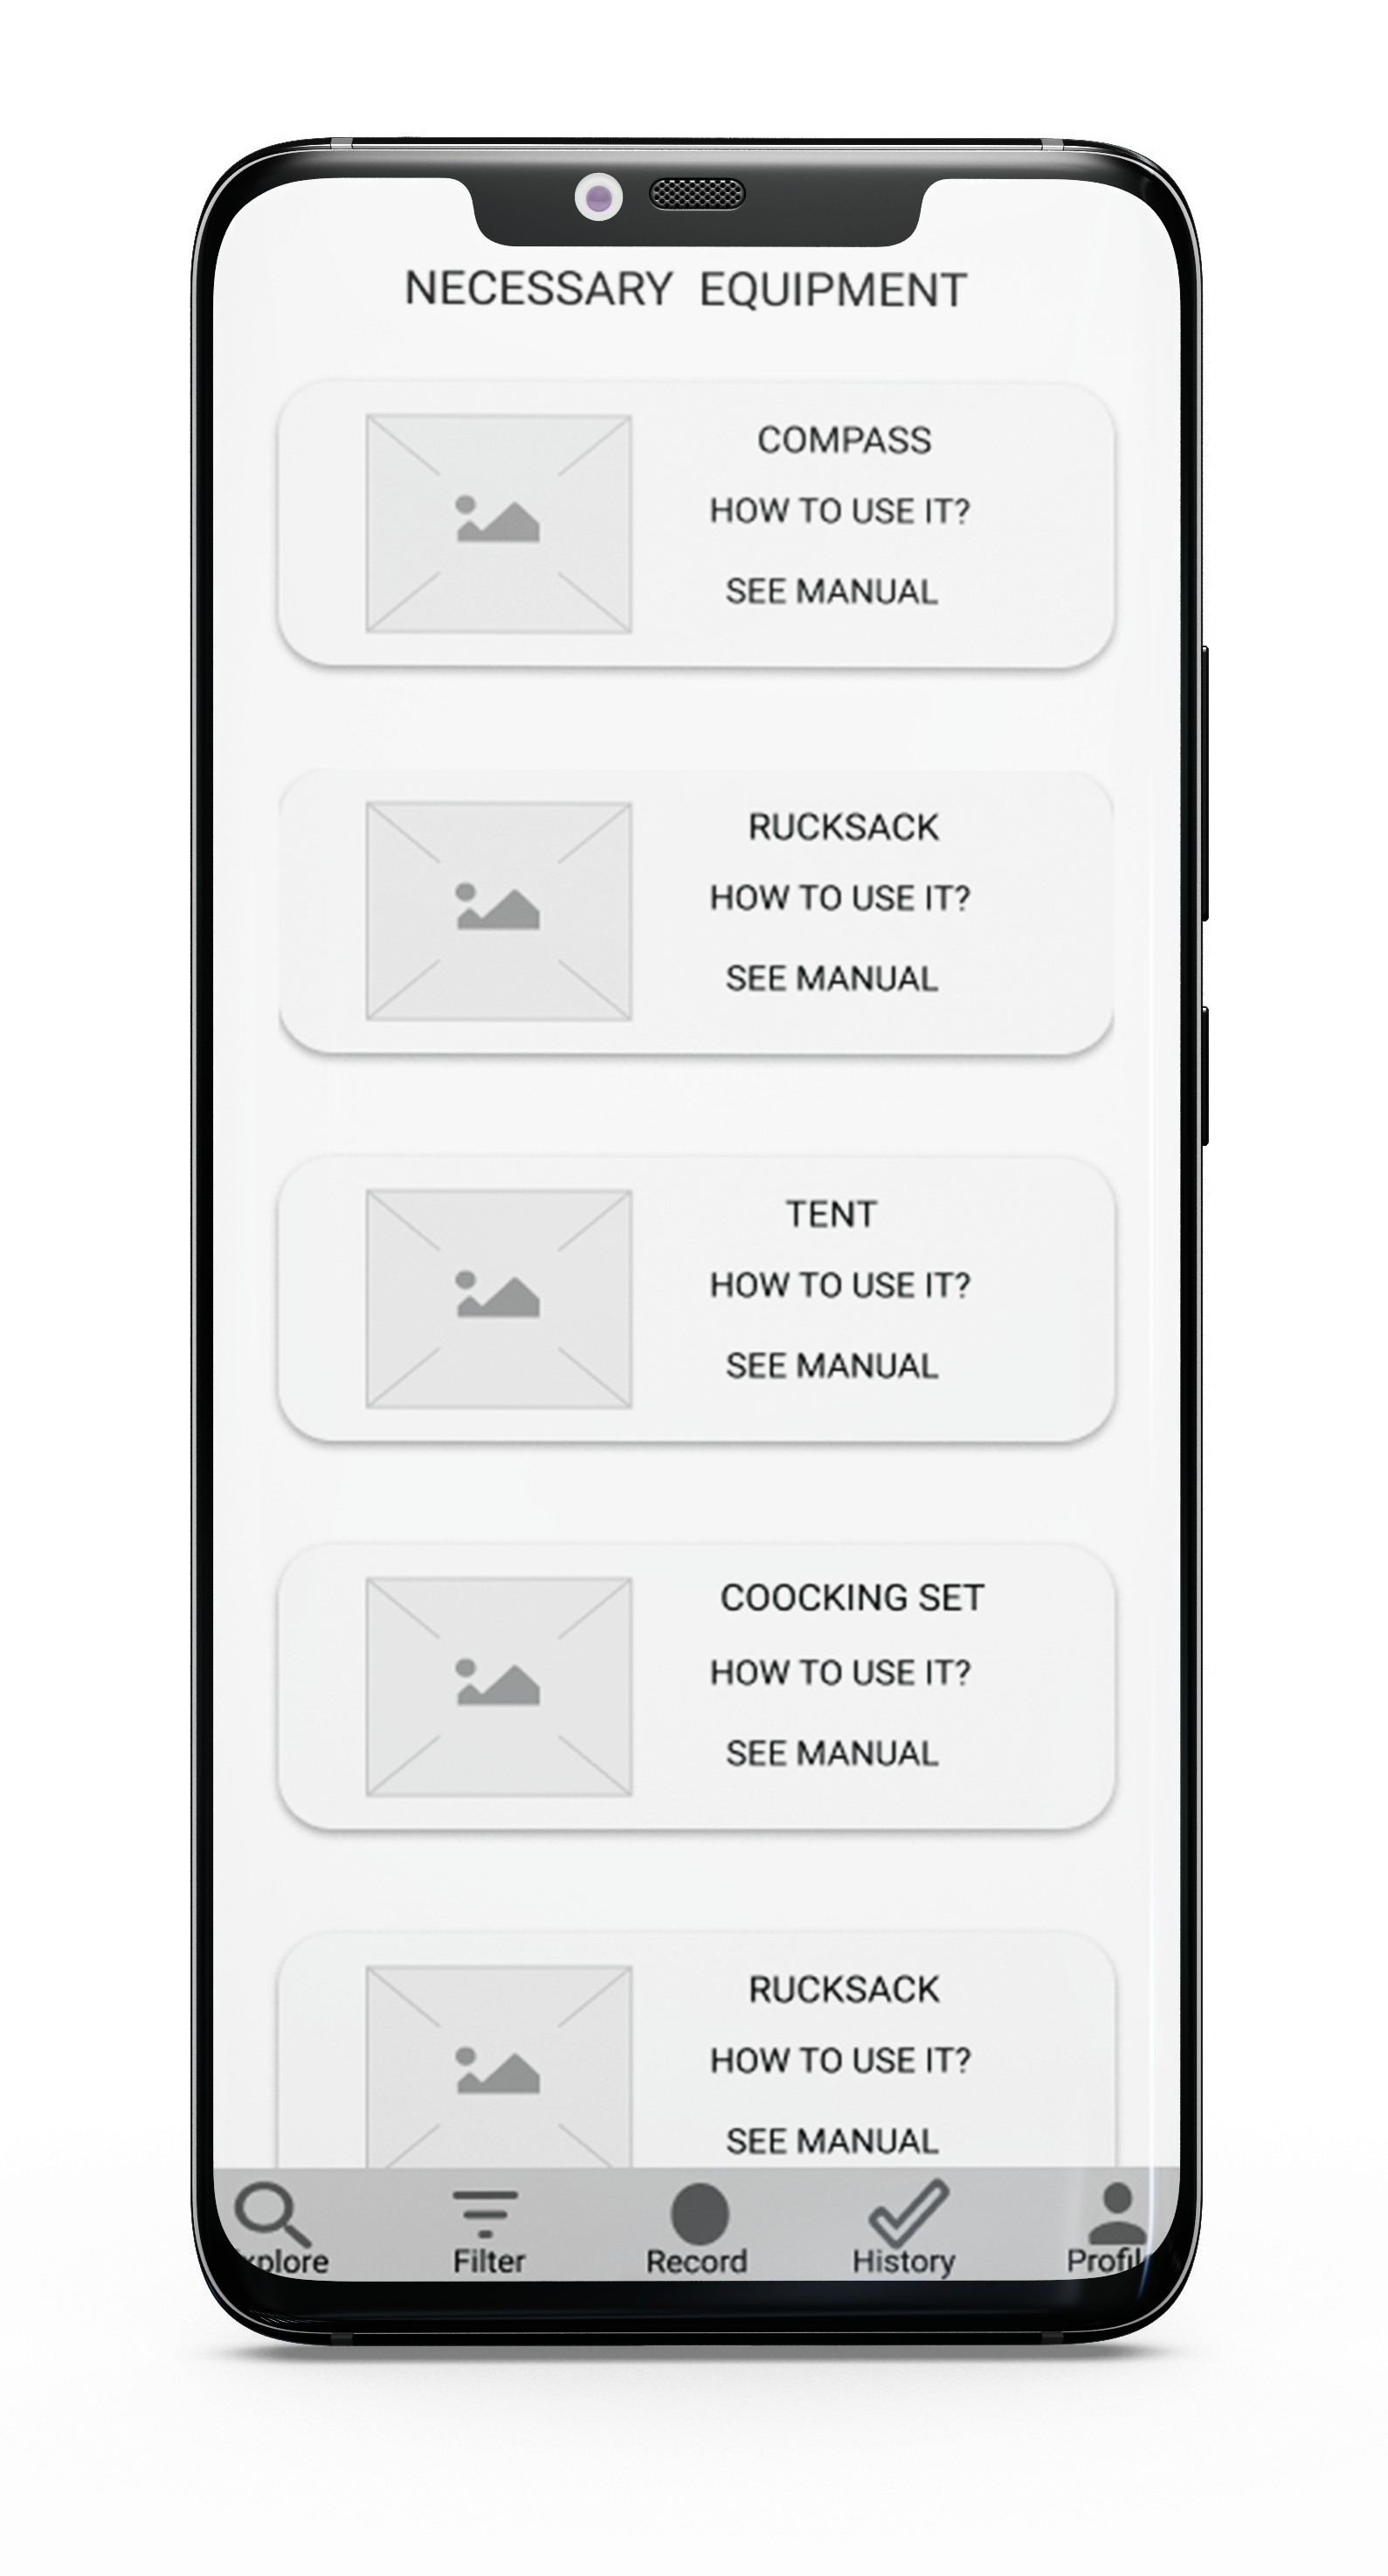 NECESSARY EQUIPMENT
COMPASS
HOW TO USE IT?
SEE MANUAL
RUCKSACK
HOW TO USE IT?
SEE MANUAL
TENT
HOW TO USE IT?
SEE MANUAL
COOCKING SET
HOW TO USE IT?
SEE MANUAL
RUCKSACK
HOW TO USE IT?
SEE MANUAL
xplore Filter Record History Profil